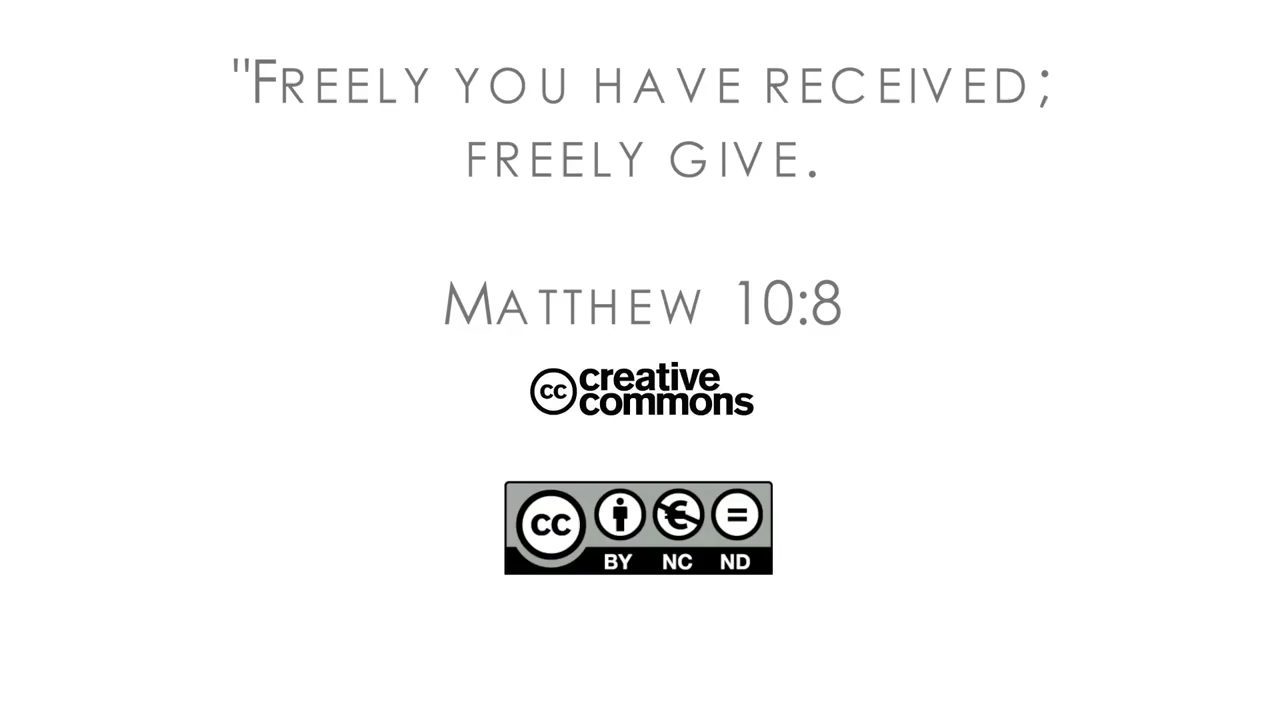 "FREELY YOU HAVE RECEIVED;
FREELY GIVE.
MATTHEW 10:8
cc creative
commons
cc BY NC ND